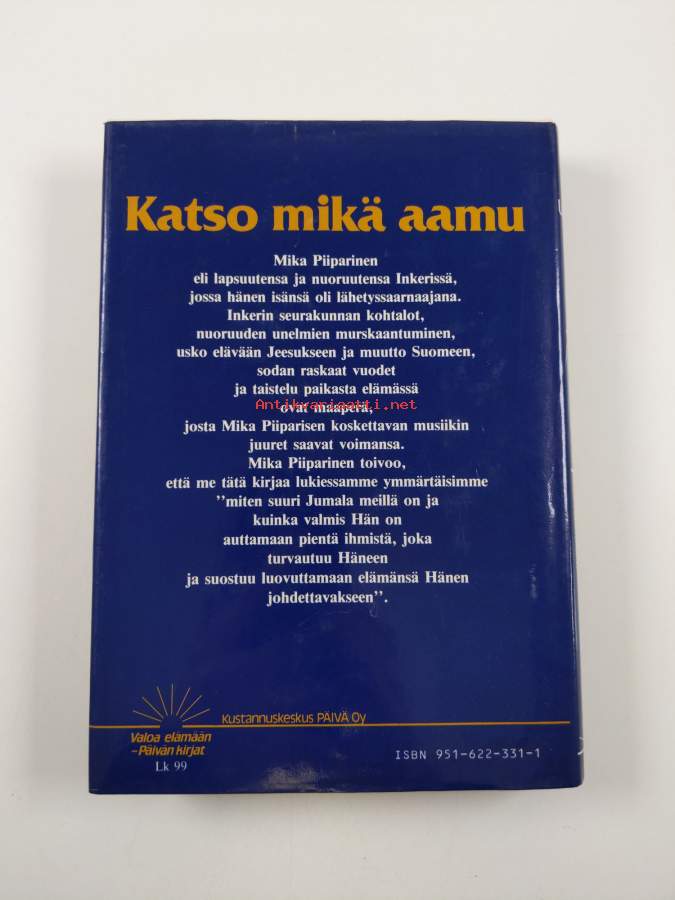 Katso mikä aamu
Mika Piiparinen
eli lapsuutensa ja nuoruutensa Inkerissä,
jossa hänen isänsä oli lähetyssaarnaajana.
Inkerin seurakunnan kohtalot,
nuoruuden unelmien murskaantuminen,
usko elävään Jeesukseen ja muutto Suomeen,
sodan raskaat vuodet
ja taistelu paikasta elämässä
Antikvariaatti.net
ovat maaperä,
josta Mika Piiparisen koskettavan musiikin
juuret saavat voimansa.
Mika Piiparinen toivoo,
että me tätä kirjaa lukiessamme ymmärtäisimme
”miten suuri Jumala meillä on ja
kuinka valmis Hän on
auttamaan pientä ihmistä, joka
turvautuu Häneen
ja suostuu luovuttamaan elämänsä Hänen
johdettavakseen”.
Kustannuskeskus PÄIVÄ Oy
Valoa elämään
–Päivän kirjat
Lk 99
ISBN 951-622-331-1